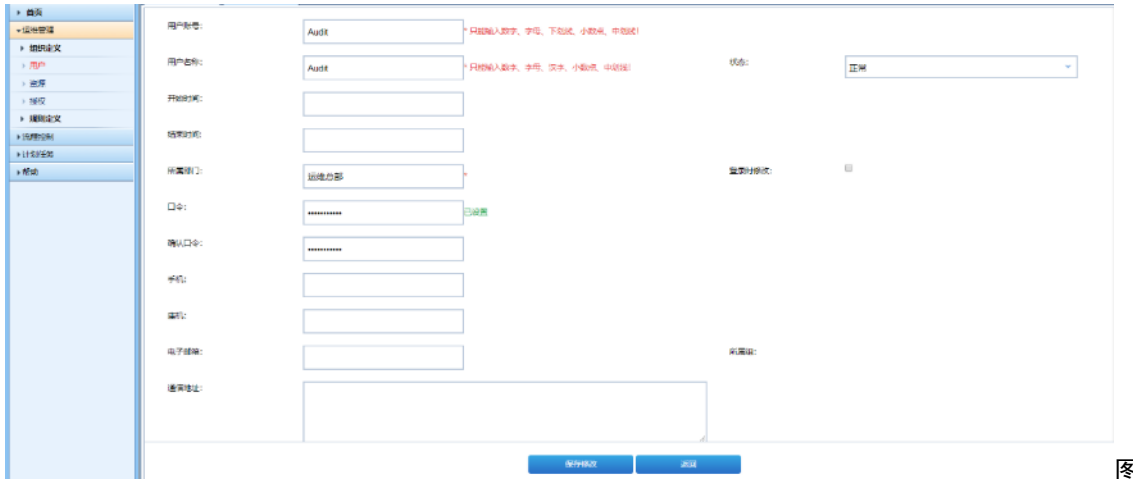 首页
运维管理
组织定义
用户
资源
授权
规则定义
流程控制
计划任务
帮助
用户账号:
Audit
* 只能输入数字、字母、下划线、小数点、中划线!
用户名称:
Audit
* 只能输入数字、字母、汉字、小数点、中划线!
状态:
正常
开始时间:
结束时间:
所属部门:
运维总部
*
登录时修改:
口令:
•••••••••••
已设置
确认口令:
•••••••••••
手机:
座机:
电子邮箱:
所属组:
通信地址:
保存修改
返回
图